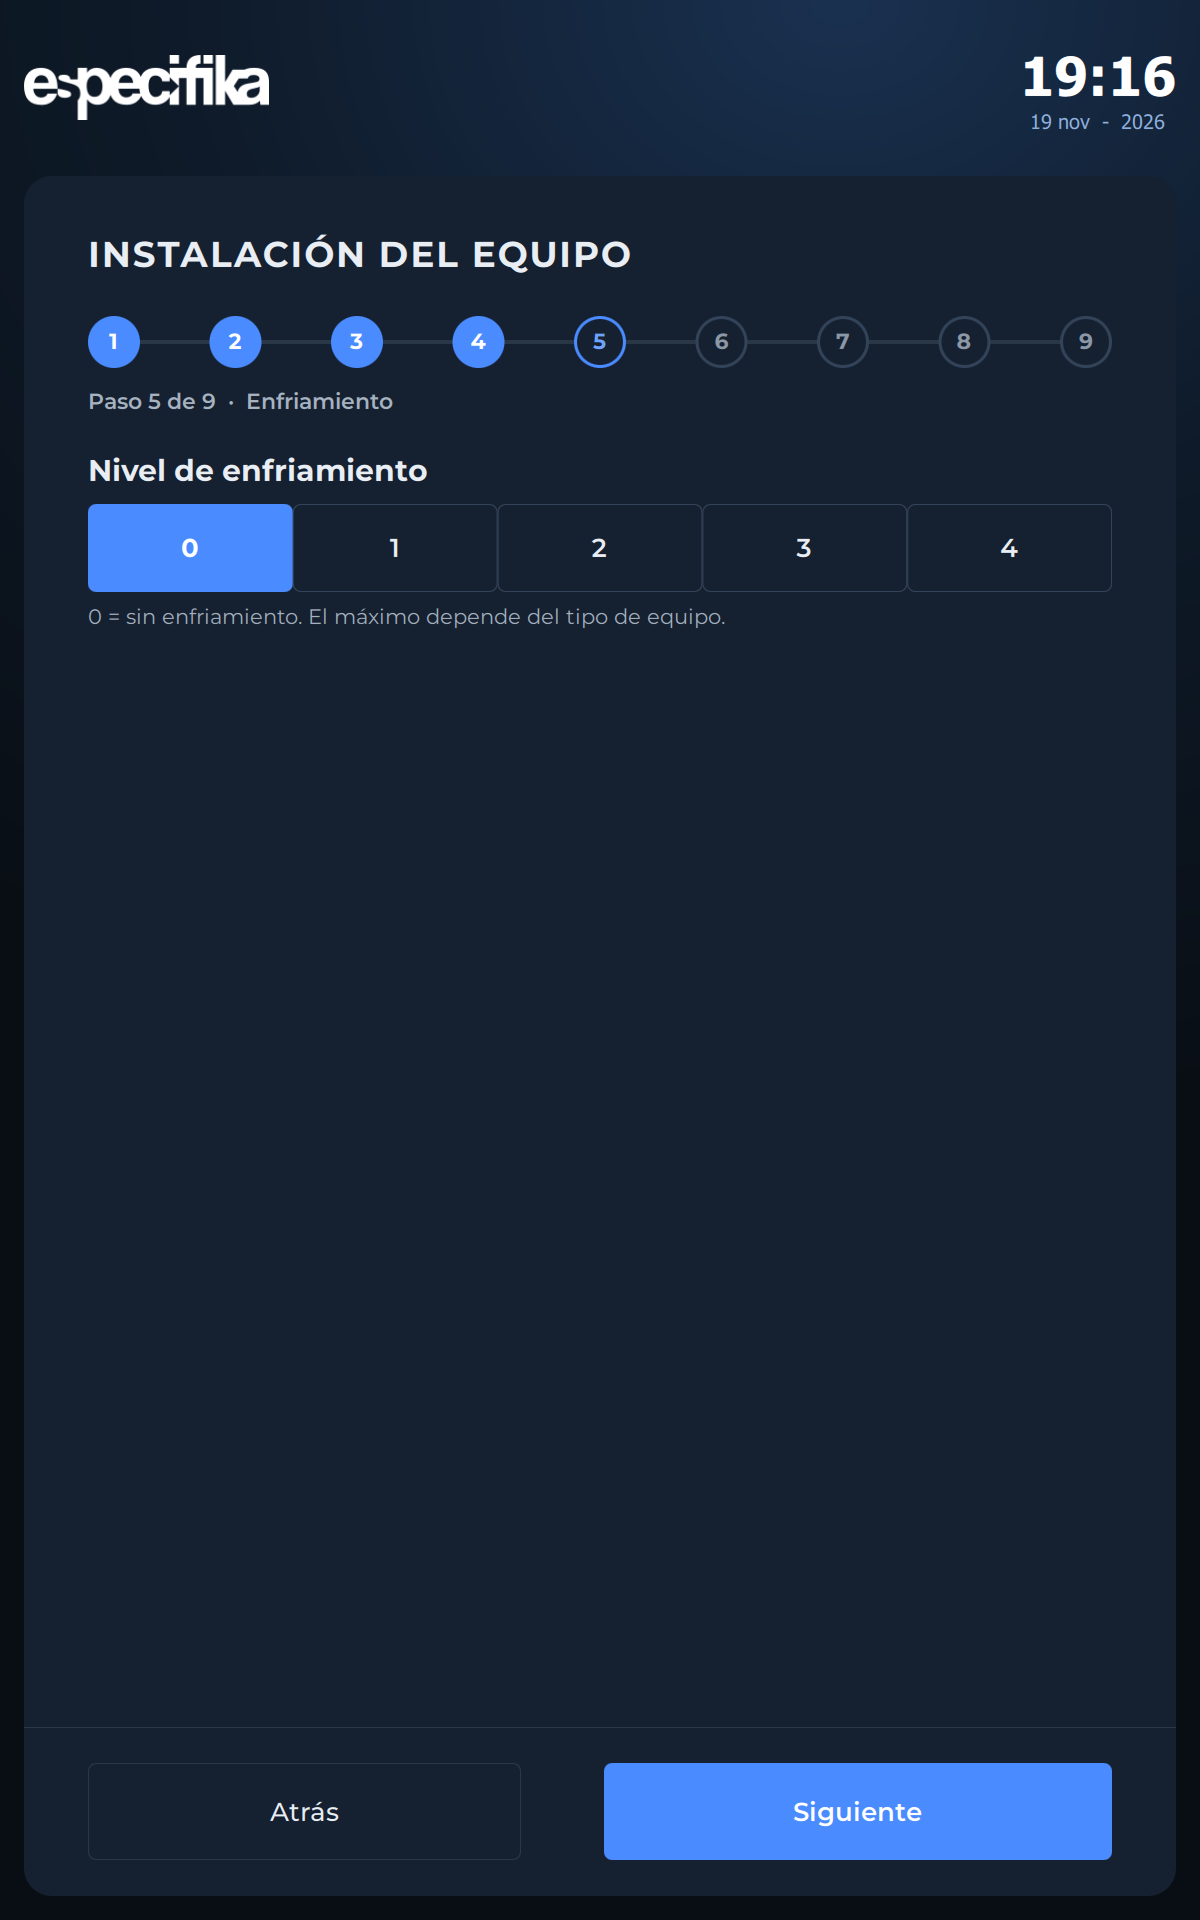 especifika
19:16
19 nov - 2026
INSTALACIÓN DEL EQUIPO
1 2 3 4 5 6 7 8 9
Paso 5 de 9 · Enfriamiento
Nivel de enfriamiento
0 1 2 3 4
0 = sin enfriamiento. El máximo depende del tipo de equipo.
Atrás Siguiente